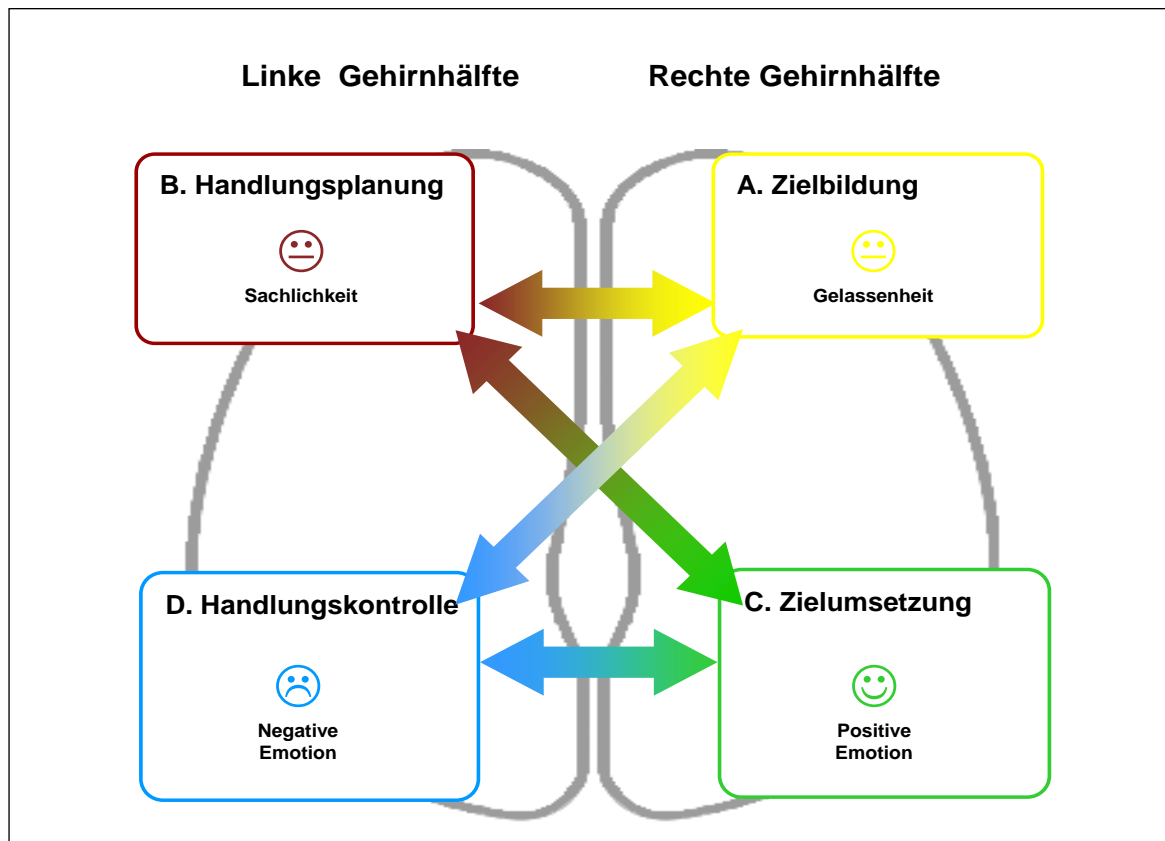 Linke Gehirnhälfte
Rechte Gehirnhälfte
B. Handlungsplanung
Sachlichkeit
A. Zielbildung
Gelassenheit
D. Handlungskontrolle
Negative
Emotion
C. Zielumsetzung
Positive
Emotion